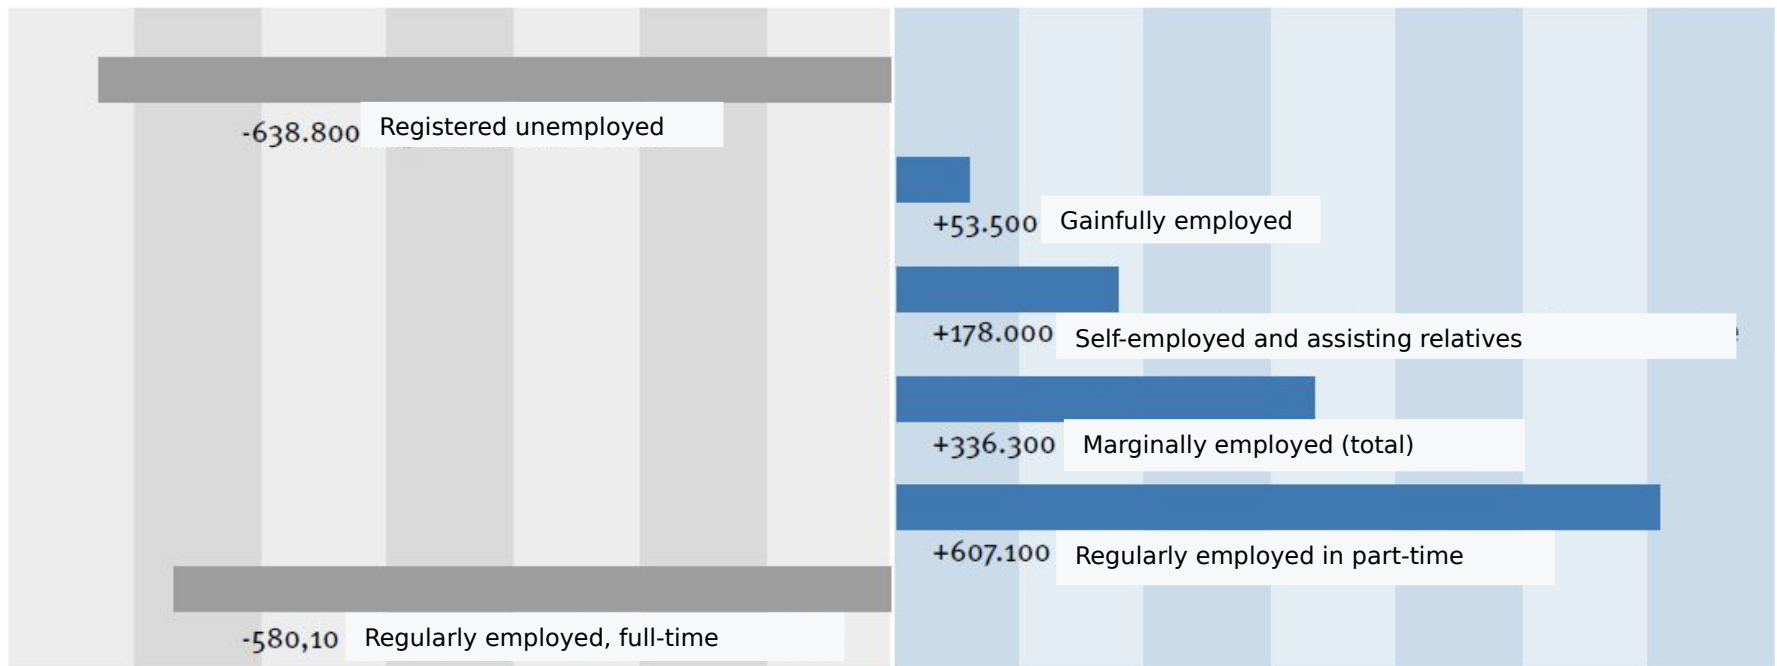 -638.800 Registered unemployed
+53.500 Gainfully employed
+178.000 Self-employed and assisting relatives
+336.300 Marginally employed (total)
+607.100 Regularly employed in part-time
-580,10 Regularly employed, full-time